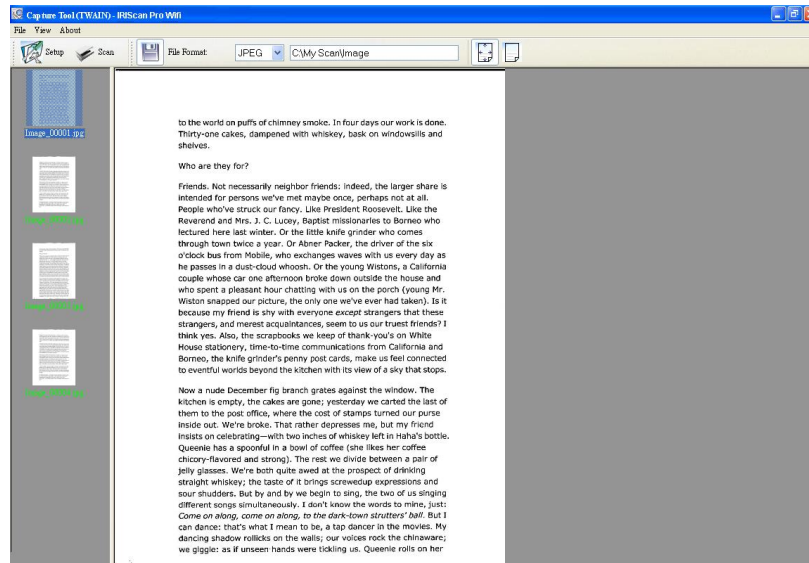 Capture Tool (TWAIN) - IRIScan Pro Wifi
File View About
Setup Scan File Format: JPEG C:\My Scan\Image
Image_00001.jpg
to the world on puffs of chimney smoke. In four days our work is done.
Thirty-one cakes, dampened with whiskey, bask on windowsills and
shelves.
Who are they for?
Friends. Not necessarily neighbor friends: indeed, the larger share is
intended for persons we've met maybe once, perhaps not at all.
People who've struck our fancy. Like President Roosevelt. Like the
Reverend and Mrs. J. C. Lucey, Baptist missionaries to Borneo who
lectured here last winter. Or the little knife grinder who comes
through town twice a year. Or Abner Packer, the driver of the six
o'clock bus from Mobile, who exchanges waves with us every day as
he passes in a dust-cloud whoosh. Or the young Wistons, a California
couple whose car one afternoon broke down outside the house and
who spent a pleasant hour chatting with us on the porch (young Mr.
Wiston snapped our picture, the only one we've ever had taken). Is it
because my friend is shy with everyone except strangers that these
strangers, and merest acquaintances, seem to us our truest friends? I
think yes. Also, the scrapbooks we keep of thank-you's on White
House stationery, time-to-time communications from California and
Borneo, the knife grinder's penny post cards, make us feel connected
to eventful worlds beyond the kitchen with its view of a sky that stops.
Now a nude December fig branch grates against the window. The
kitchen is empty, the cakes are gone; yesterday we carted the last of
them to the post office, where the cost of stamps turned our purse
inside out. We're broke. That rather depresses me, but my friend
insists on celebrating—with two inches of whiskey left in Haha's bottle.
Queenie has a spoonful in a bowl of coffee (she likes her coffee
chicory-flavored and strong). The rest we divide between a pair of
jelly glasses. We're both quite awed at the prospect of drinking
straight whiskey; the taste of it brings screwedup expressions and
sour shudders. But by and by we begin to sing, the two of us singing
different songs simultaneously. I don't know the words to mine, just:
Come on along, come on along, to the dark-town strutters' ball. But I
can dance: that's what I mean to be, a tap dancer in the movies. My
dancing shadow rollicks on the walls; our voices rock the chinaware;
we giggle: as if unseen hands were tickling us. Queenie rolls on her